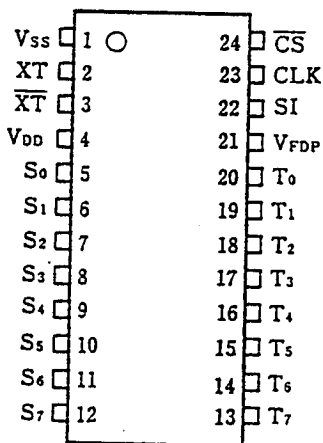 Vss 1 24 C̅S̅
XT 2 23 CLK
X̅T̅ 3 22 SI
VDD 4 21 VFDP
S0 5 20 T0
S1 6 19 T1
S2 7 18 T2
S3 8 17 T3
S4 9 16 T4
S5 10 15 T5
S6 11 14 T6
S7 12 13 T7